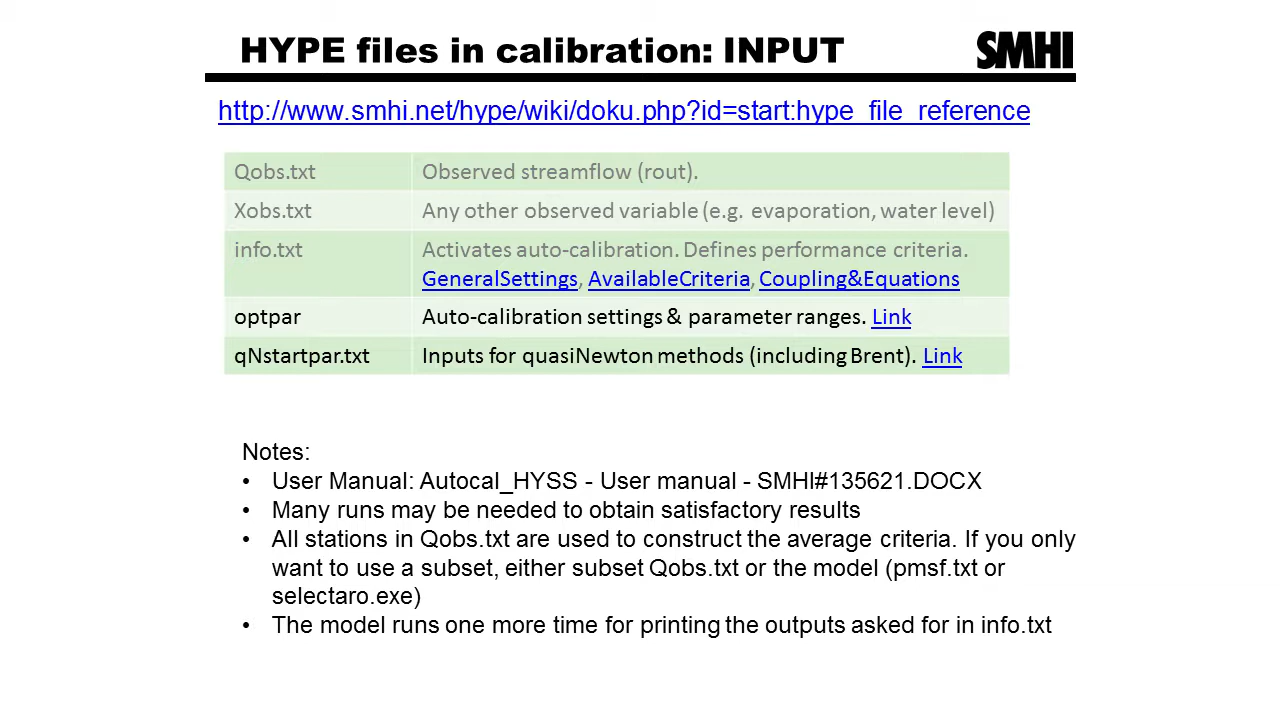 HYPE files in calibration: INPUT
SMHI
http://www.smhi.net/hype/wiki/doku.php?id=start:hype_file_reference
Qobs.txt Observed streamflow (rout).
Xobs.txt Any other observed variable (e.g. evaporation, water level)
info.txt Activates auto-calibration. Defines performance criteria.
GeneralSettings, AvailableCriteria, Coupling&Equations
optpar Auto-calibration settings & parameter ranges. Link
qNstartpar.txt Inputs for quasiNewton methods (including Brent). Link
Notes:
• User Manual: Autocal_HYSS - User manual - SMHI#135621.DOCX
• Many runs may be needed to obtain satisfactory results
• All stations in Qobs.txt are used to construct the average criteria. If you only
want to use a subset, either subset Qobs.txt or the model (pmsf.txt or
selectaro.exe)
• The model runs one more time for printing the outputs asked for in info.txt